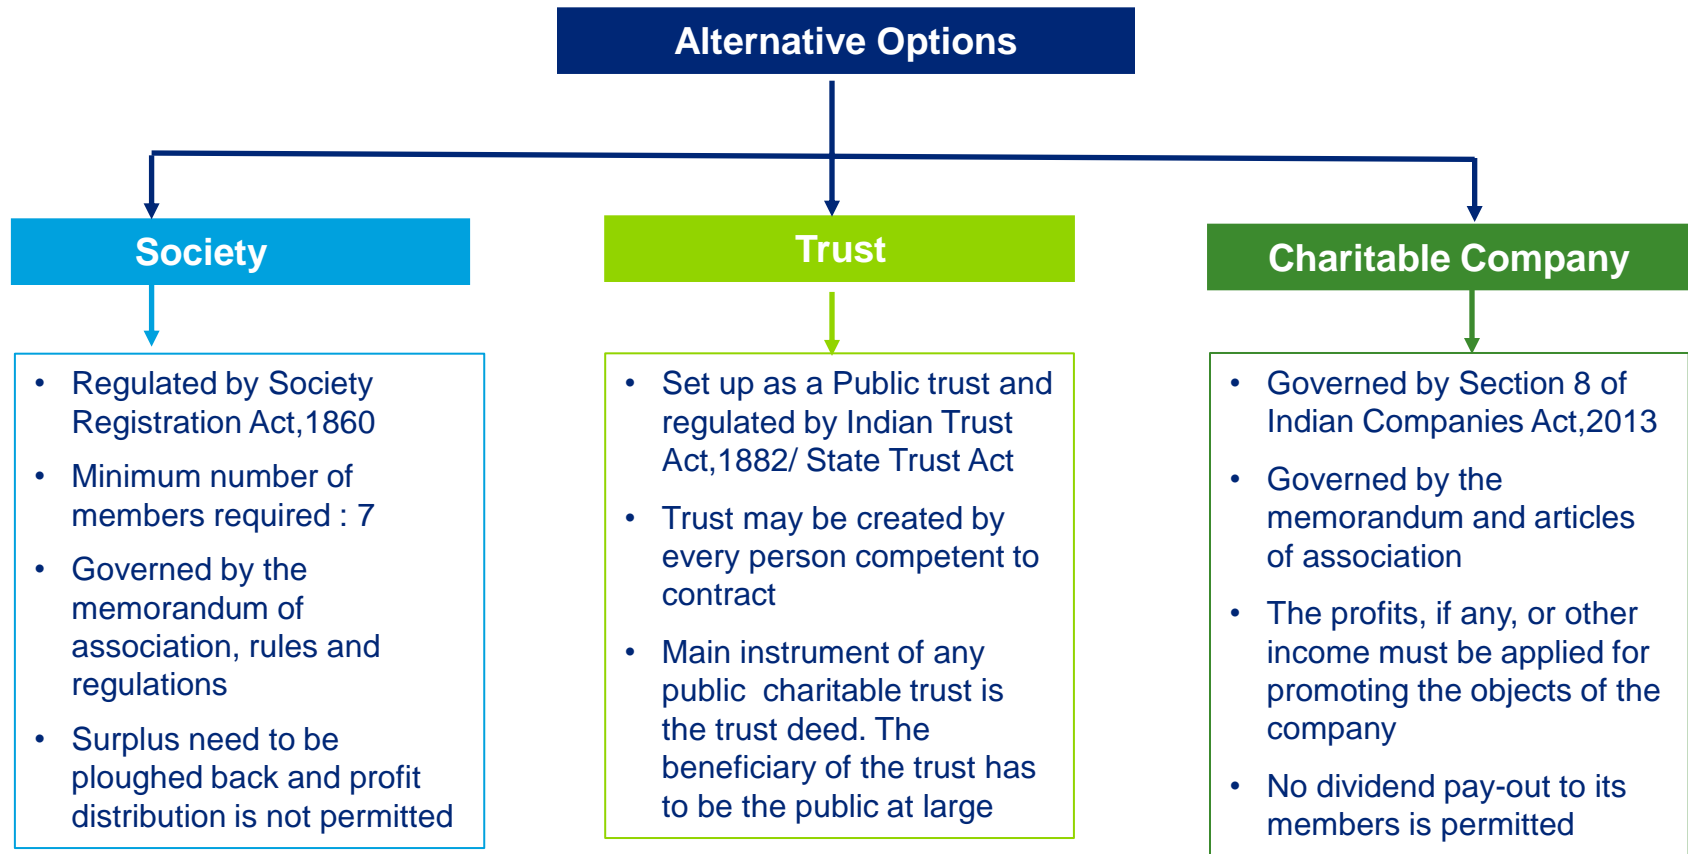 Alternative Options
Society
• Regulated by Society
Registration Act,1860
• Minimum number of
members required : 7
• Governed by the
memorandum of
association, rules and
regulations
• Surplus need to be
ploughed back and profit
distribution is not permitted
Trust
• Set up as a Public trust and
regulated by Indian Trust
Act,1882/ State Trust Act
• Trust may be created by
every person competent to
contract
• Main instrument of any
public charitable trust is
the trust deed. The
beneficiary of the trust has
to be the public at large
Charitable Company
• Governed by Section 8 of
Indian Companies Act,2013
• Governed by the
memorandum and articles
of association
• The profits, if any, or other
income must be applied for
promoting the objects of the
company
• No dividend pay-out to its
members is permitted